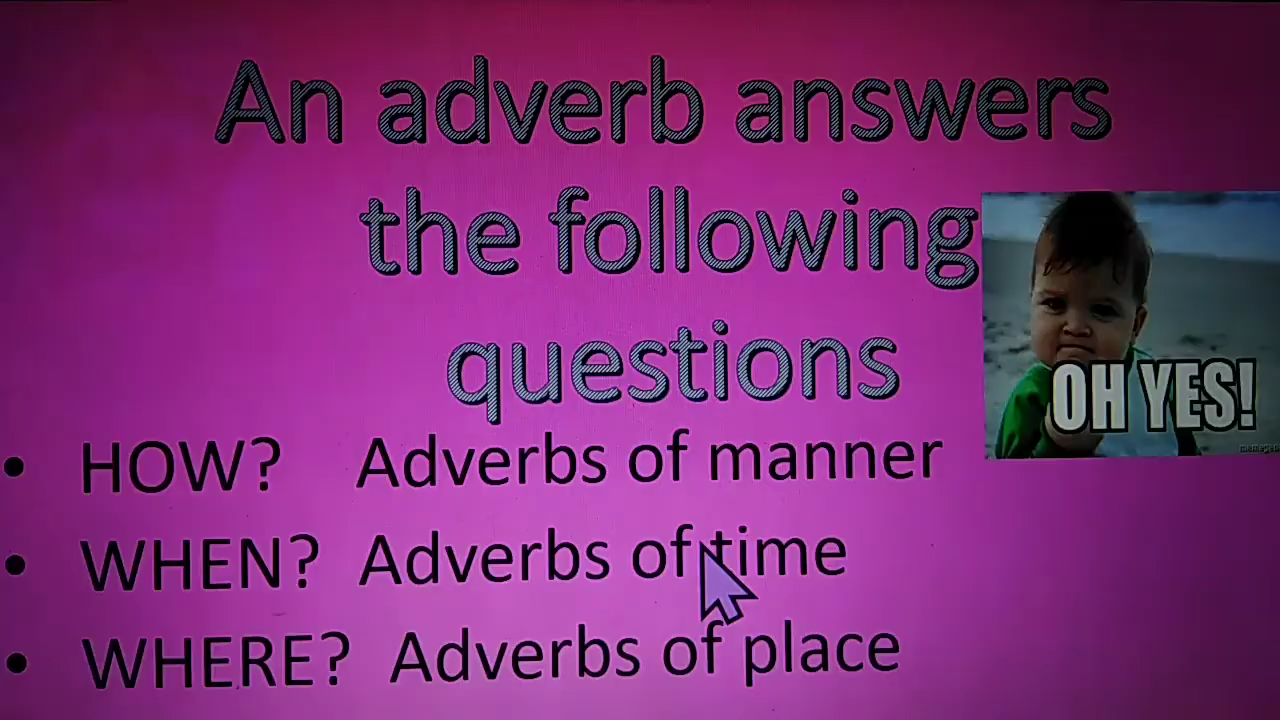 An adverb answers
the following
questions
OH YES!
• HOW? Adverbs of manner
• WHEN? Adverbs of time
• WHERE? Adverbs of place